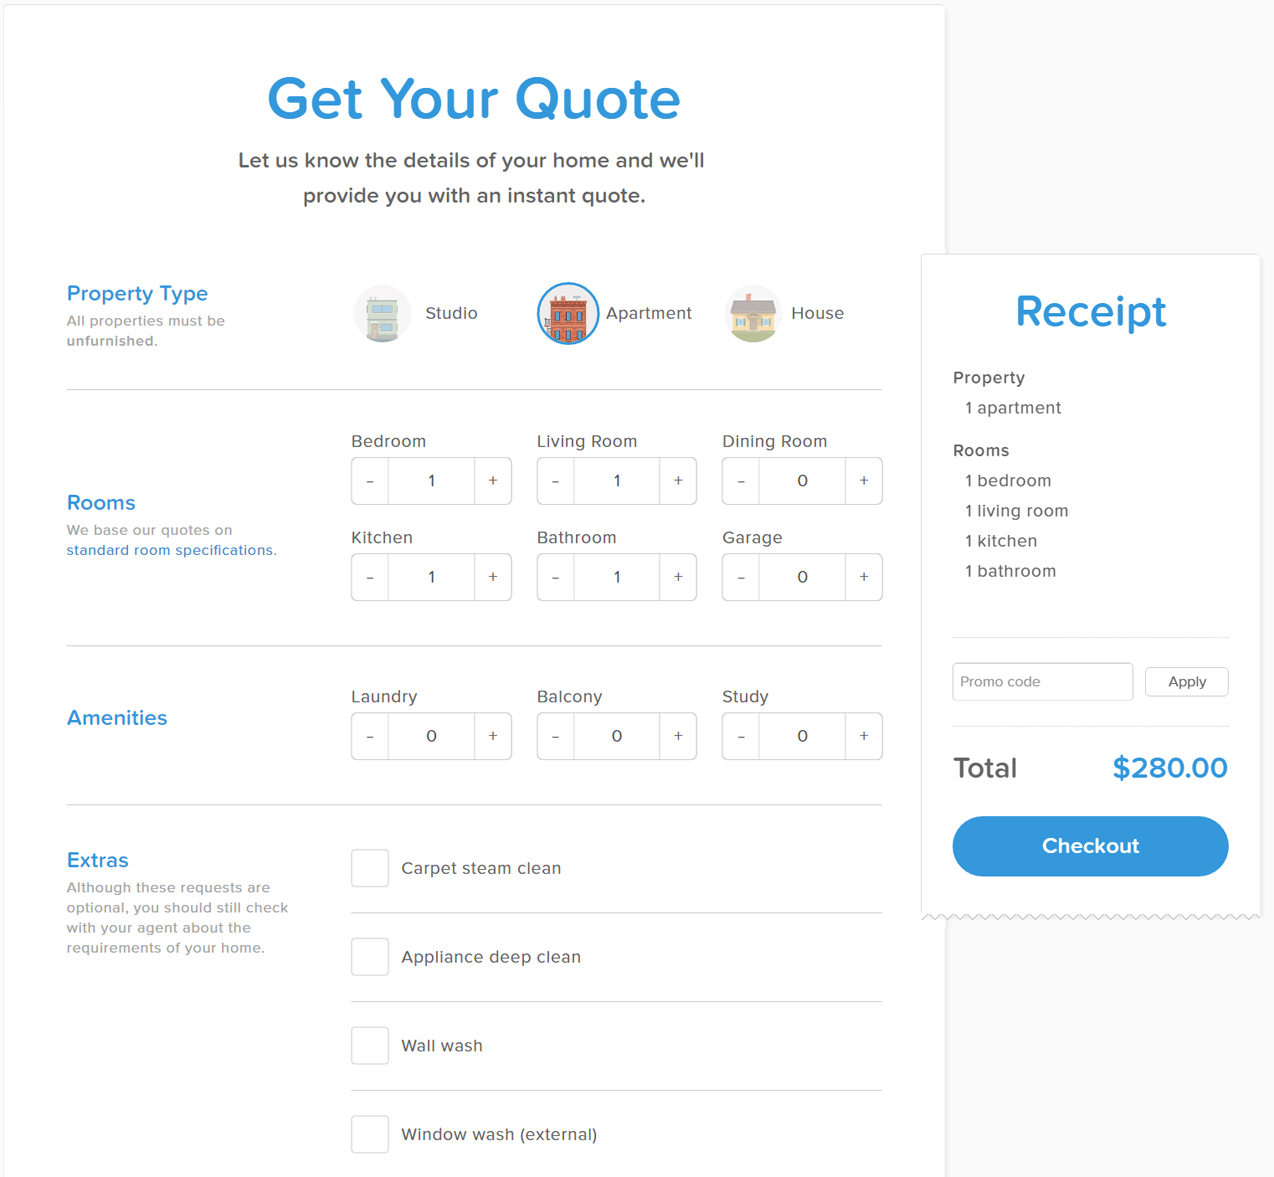 Get Your Quote
Let us know the details of your home and we'll
provide you with an instant quote.
Property Type
All properties must be
unfurnished.
Studio
Apartment
House
Rooms
We base our quotes on
standard room specifications.
Bedroom
Living Room
Dining Room
- 1 +
- 1 +
- 0 +
Kitchen
Bathroom
Garage
- 1 +
- 1 +
- 0 +
Amenities
Laundry
Balcony
Study
- 0 +
- 0 +
- 0 +
Extras
Although these requests are
optional, you should still check
with your agent about the
requirements of your home.
Carpet steam clean
Appliance deep clean
Wall wash
Window wash (external)
Receipt
Property
1 apartment
Rooms
1 bedroom
1 living room
1 kitchen
1 bathroom
Promo code
Apply
Total $280.00
Checkout